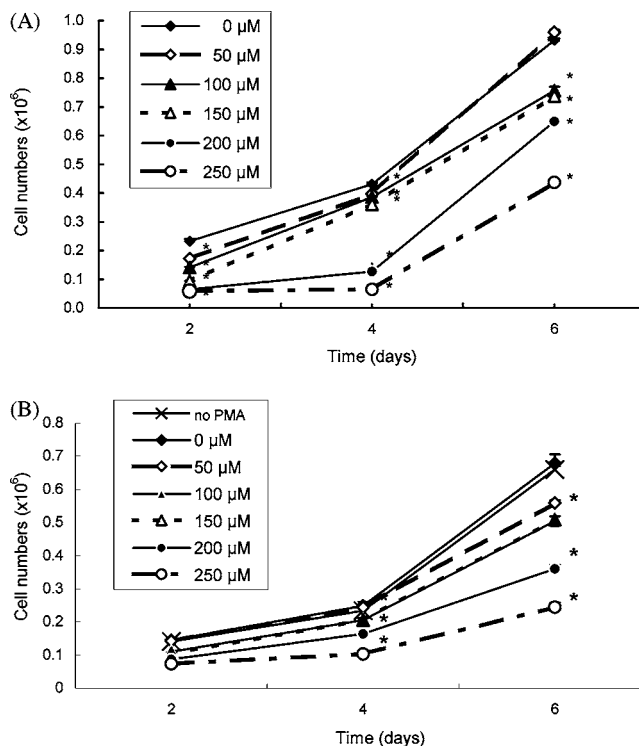 (A)
0 µM
50 µM
100 µM
150 µM
200 µM
250 µM
Cell numbers (x10⁶)
1.0
0.9
0.8
0.7
0.6
0.5
0.4
0.3
0.2
0.1
0.0
2
4
6
Time (days)
* * * * * * * * * * * * * *
(B)
no PMA
0 µM
50 µM
100 µM
150 µM
200 µM
250 µM
Cell numbers (x10⁶)
0.8
0.7
0.6
0.5
0.4
0.3
0.2
0.1
0
2
4
6
Time (days)
* * * * * *